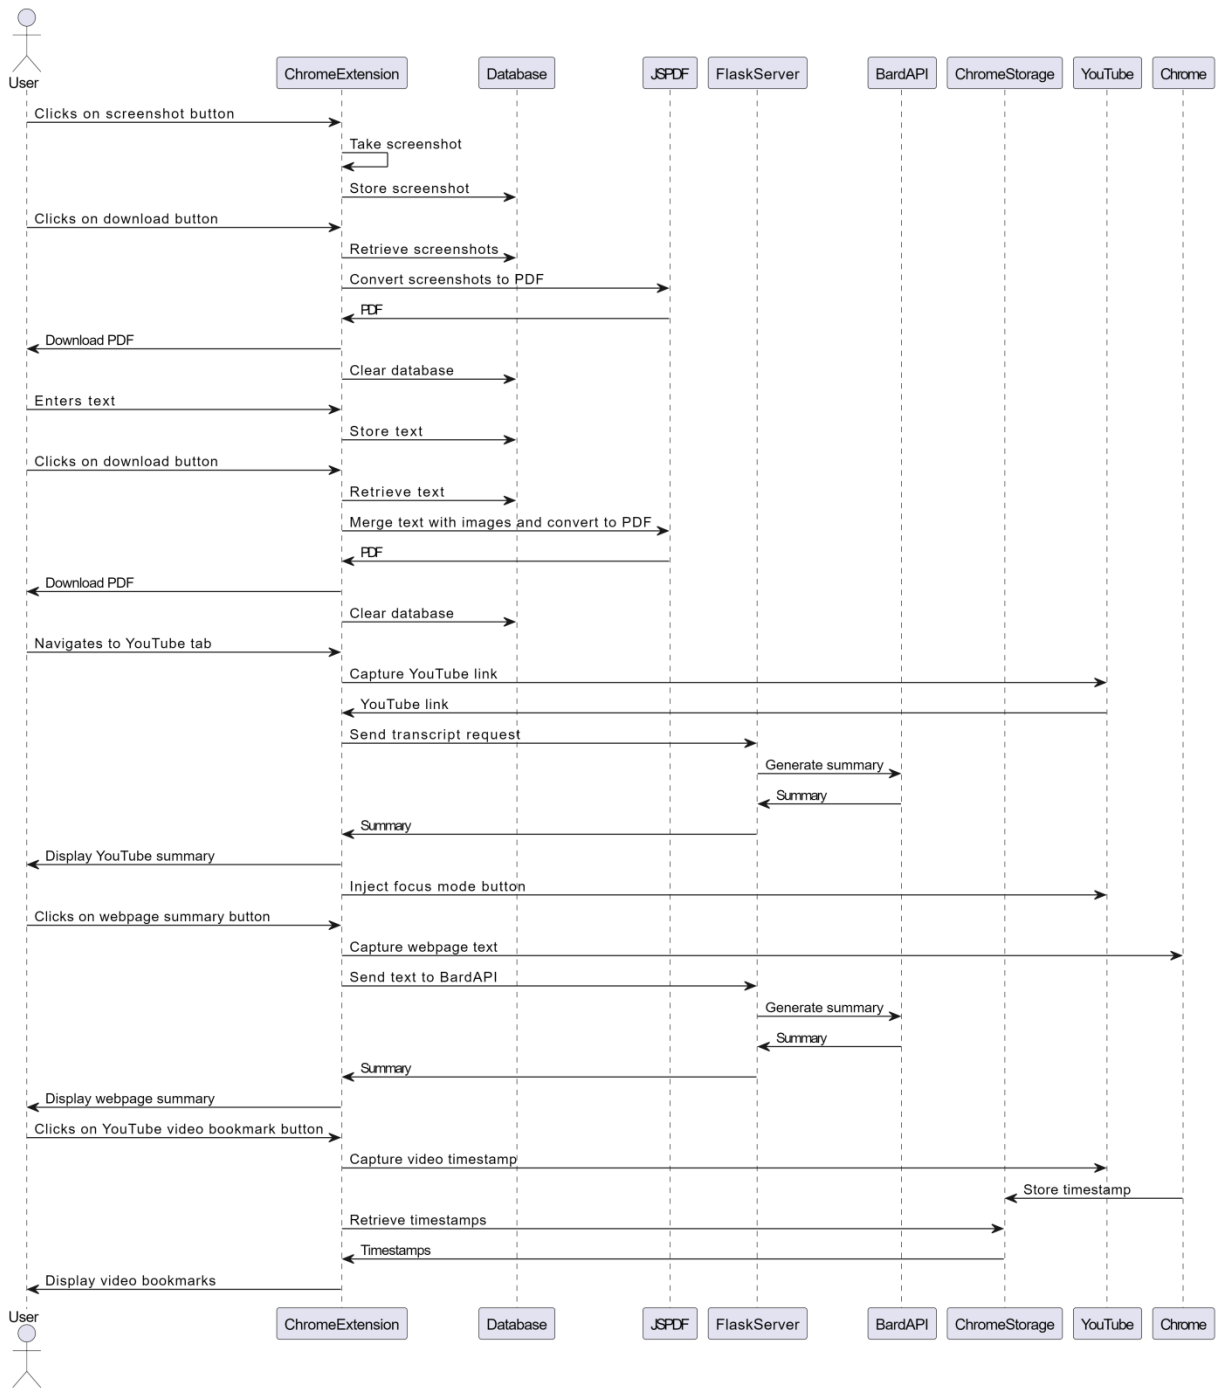 User
ChromeExtension
Database
JSPDF
FlaskServer
BardAPI
ChromeStorage
YouTube
Chrome
Clicks on screenshot button
Take screenshot
Store screenshot
Clicks on download button
Retrieve screenshots
Convert screenshots to PDF
PDF
Download PDF
Clear database
Enters text
Store text
Clicks on download button
Retrieve text
Merge text with images and convert to PDF
PDF
Download PDF
Clear database
Navigates to YouTube tab
Capture YouTube link
YouTube link
Send transcript request
Generate summary
Summary
Summary
Display YouTube summary
Inject focus mode button
Clicks on webpage summary button
Capture webpage text
Send text to BardAPI
Generate summary
Summary
Summary
Display webpage summary
Clicks on YouTube video bookmark button
Capture video timestamp
Store timestamp
Retrieve timestamps
Timestamps
Display video bookmarks
User
ChromeExtension
Database
JSPDF
FlaskServer
BardAPI
ChromeStorage
YouTube
Chrome